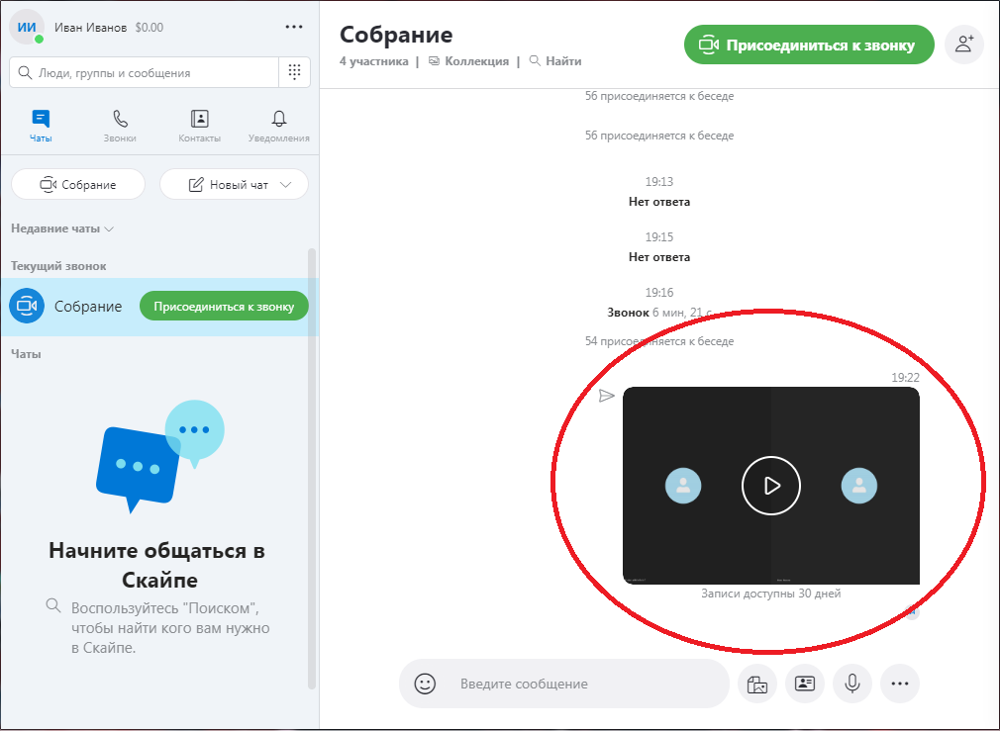 ИИ
Иван Иванов $0.00
Люди, группы и сообщения
Чаты
Звонки
Контакты
Уведомления
Собрание
Новый чат
Недавние чаты
Текущий звонок
Собрание
Присоединиться к звонку
Чаты
Начните общаться в
Скайпе
Воспользуйтесь "Поиском",
чтобы найти кого вам нужно
в Скайпе.
Собрание
4 участника | Коллекция | Найти
Присоединиться к звонку
56 присоединяется к беседе
56 присоединяется к беседе
19:13
Нет ответа
19:15
Нет ответа
19:16
Звонок 6 мин, 21 с
54 присоединяется к беседе
19:22
Записи доступны 30 дней
Введите сообщение